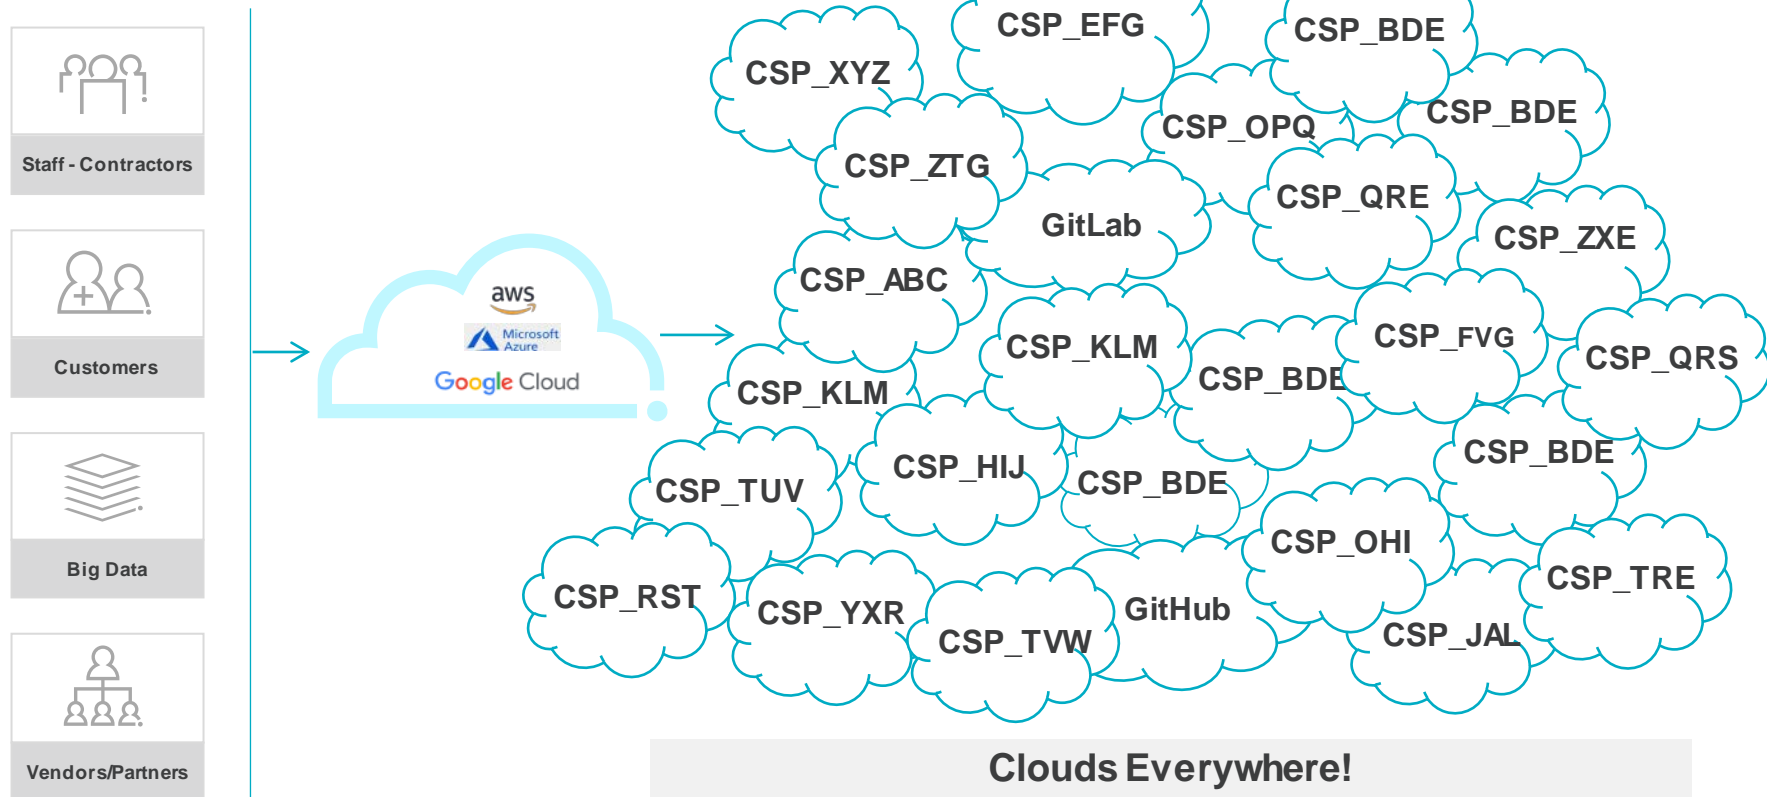 Staff - Contractors
Customers
Big Data
Vendors/Partners
aws
Microsoft
Azure
Google Cloud
CSP_EFG
CSP_BDE
CSP_XYZ
CSP_BDE
CSP_OPQ
CSP_ZTG
CSP_QRE
GitLab
CSP_ZXE
CSP_ABC
CSP_FVG
CSP_KLM
CSP_QRS
CSP_BDE
CSP_KLM
CSP_BDE
CSP_HIJ
CSP_BDE
CSP_TUV
CSP_OHI
CSP_TRE
CSP_RST
GitHub
CSP_YXR
CSP_JAL
CSP_TVW
Clouds Everywhere!